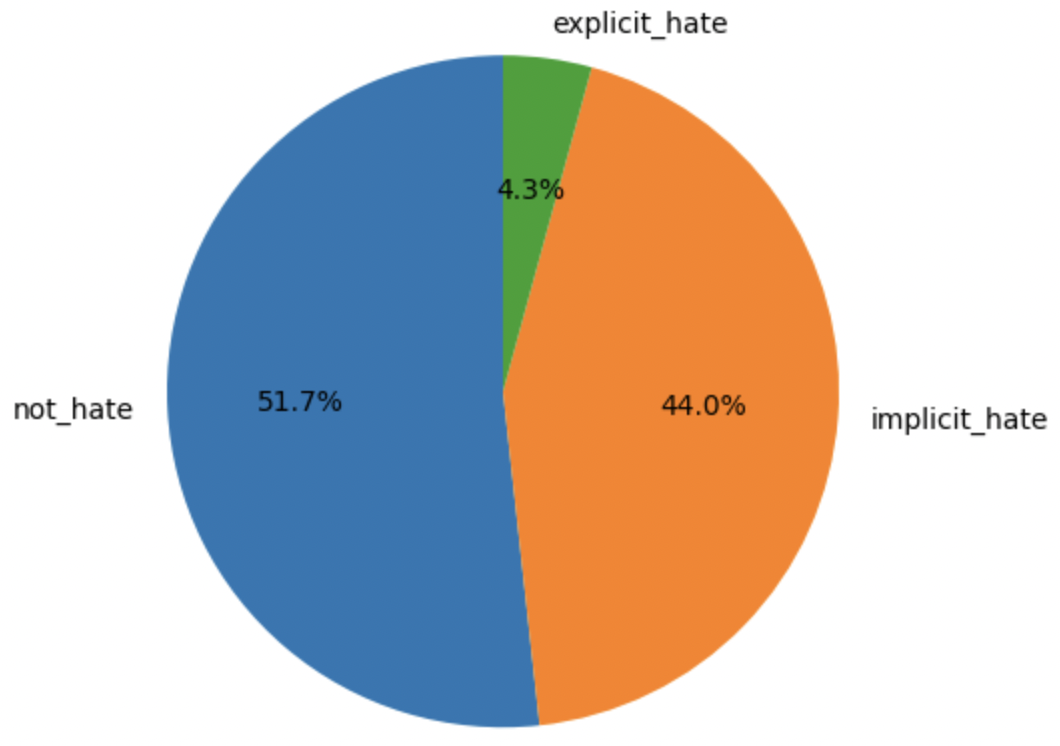 explicit_hate
4.3%
not_hate
51.7%
44.0%
implicit_hate